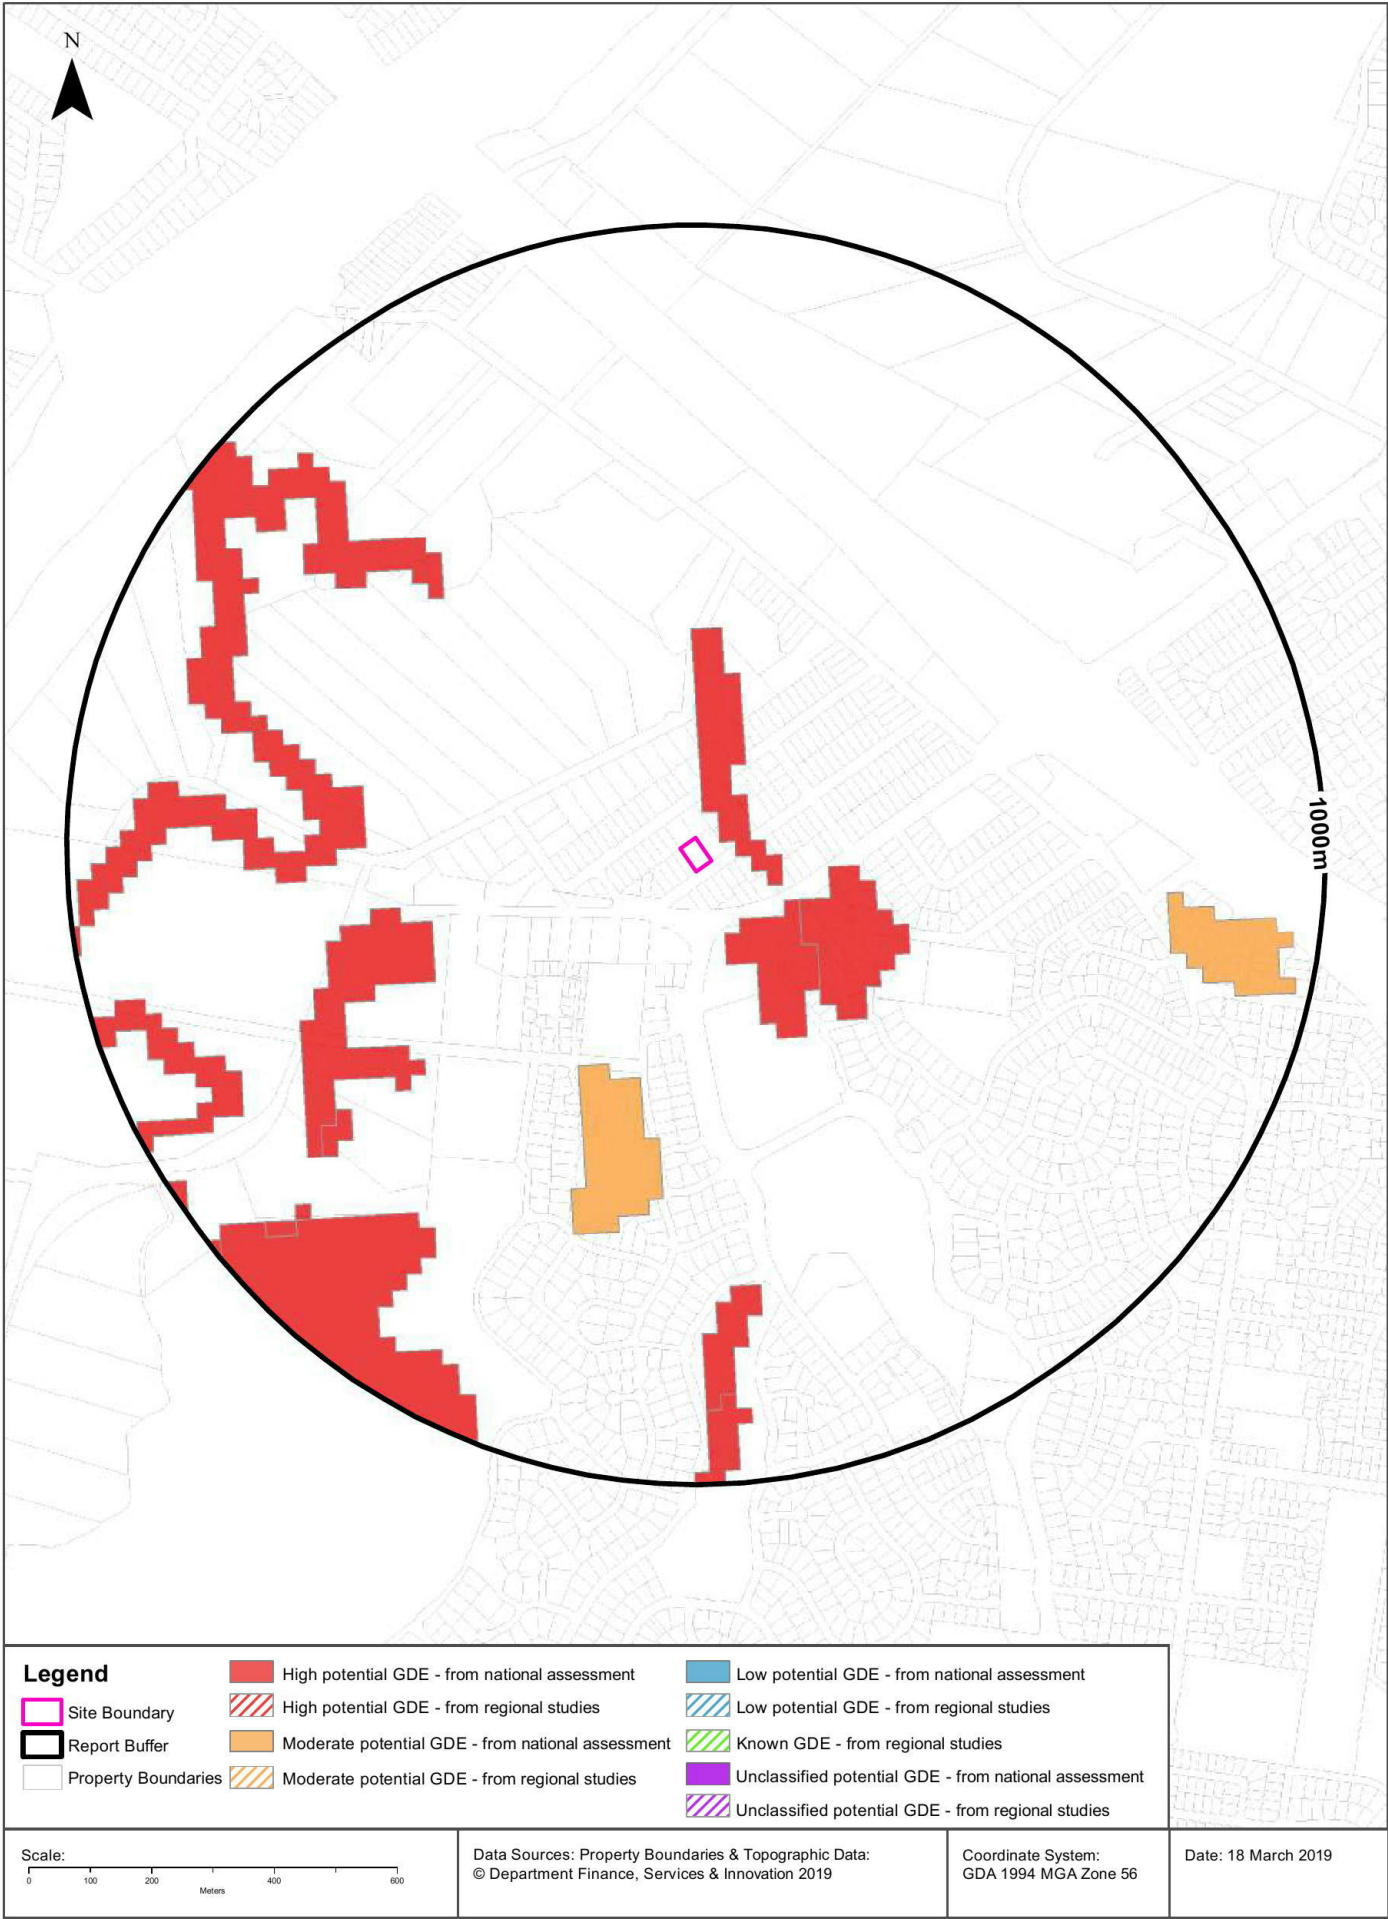 N
1000m
Legend
Site Boundary
Report Buffer
Property Boundaries
High potential GDE - from national assessment
High potential GDE - from regional studies
Moderate potential GDE - from national assessment
Moderate potential GDE - from regional studies
Low potential GDE - from national assessment
Low potential GDE - from regional studies
Known GDE - from regional studies
Unclassified potential GDE - from national assessment
Unclassified potential GDE - from regional studies
Scale:
0 100 200 400 600
Meters
Data Sources: Property Boundaries & Topographic Data:
© Department Finance, Services & Innovation 2019
Coordinate System:
GDA 1994 MGA Zone 56
Date: 18 March 2019